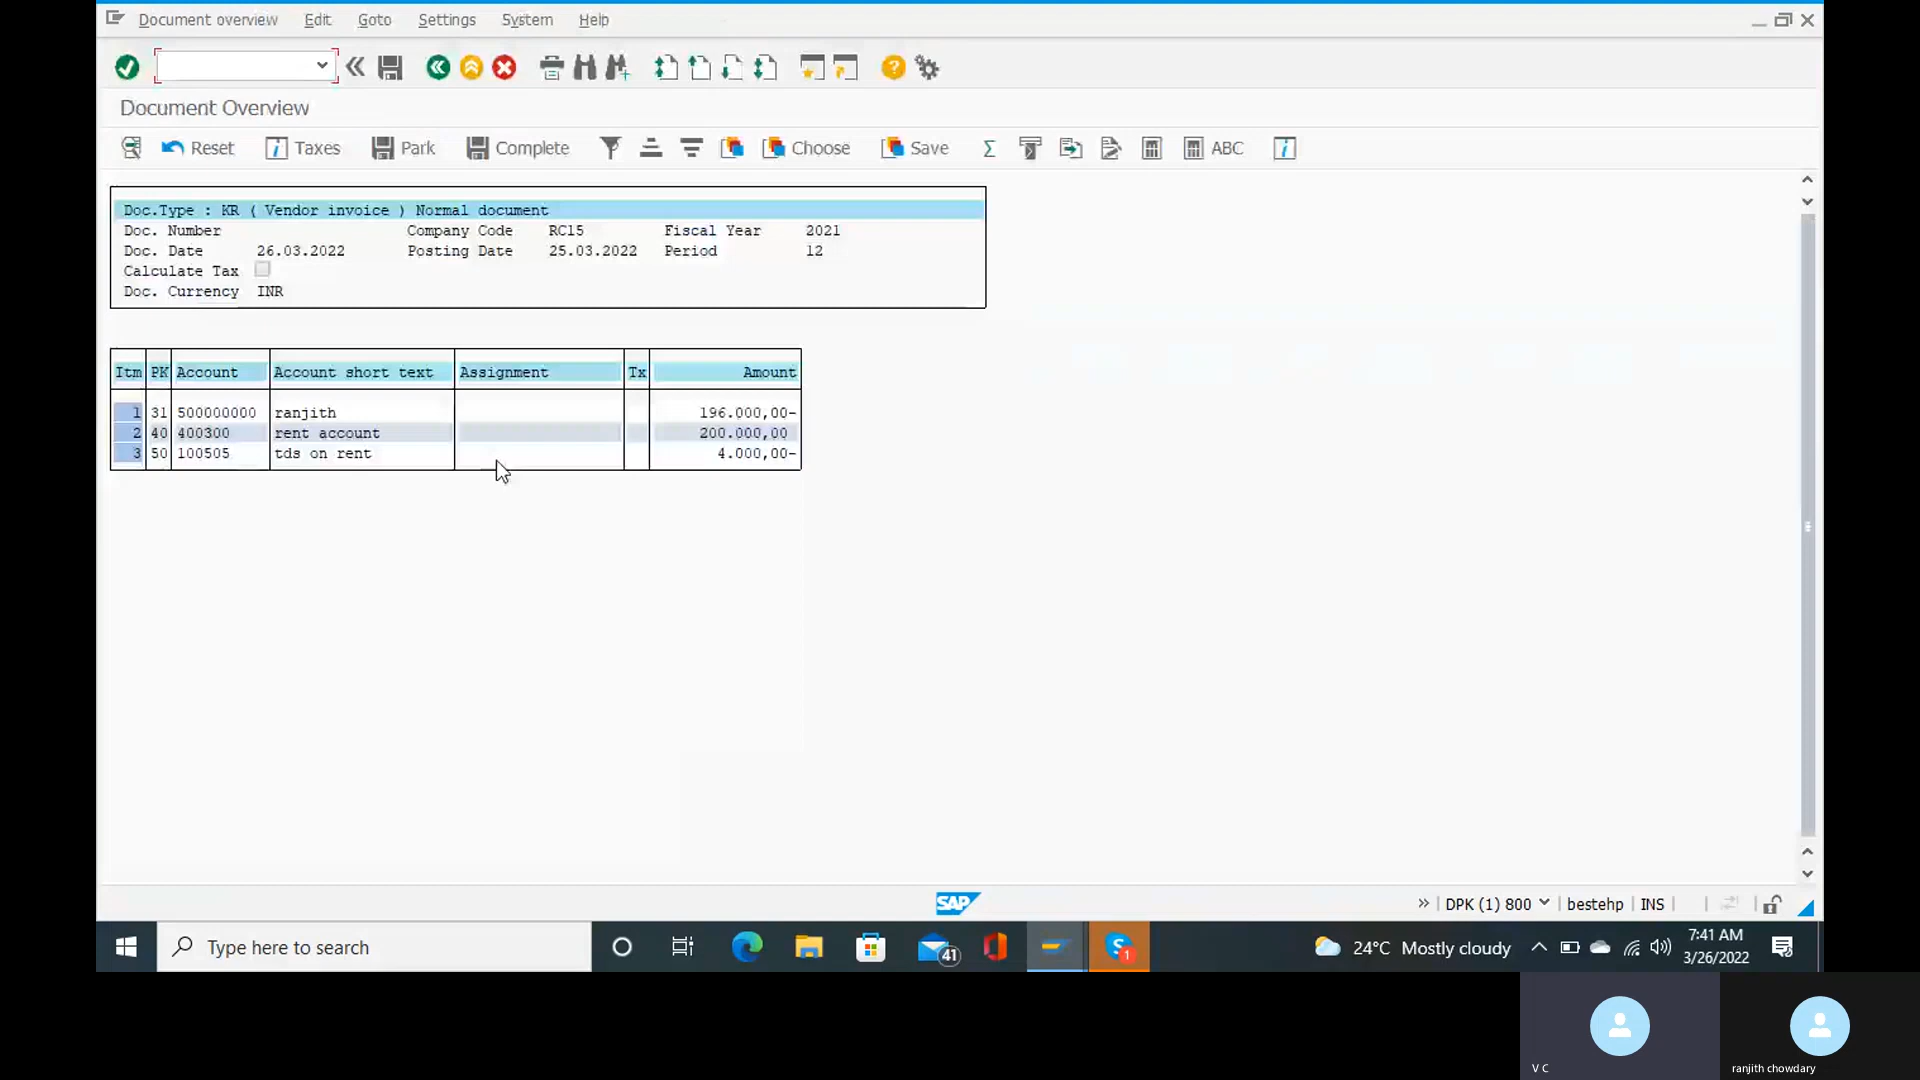 Document overview Edit Goto Settings System Help
Document Overview
Reset Taxes Park Complete Choose Save Σ ABC
Doc.Type : KR ( Vendor invoice ) Normal document
Doc. Number Company Code RC15 Fiscal Year 2021
Doc. Date 26.03.2022 Posting Date 25.03.2022 Period 12
Calculate Tax
Doc. Currency INR
Itm PK Account Account short text Assignment Tx Amount
1 31 500000000 ranjith 196.000,00-
2 40 400300 rent account 200.000,00
3 50 100505 tds on rent 4.000,00-
SAP DPK (1) 800 bestehp INS
Type here to search 41 S 1 24°C Mostly cloudy 7:41 AM
3/26/2022
V C ranjith chowdary